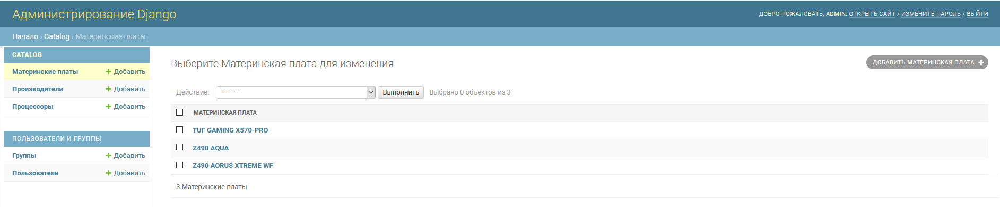 Администрирование Django
ДОБРО ПОЖАЛОВАТЬ, ADMIN. ОТКРЫТЬ САЙТ / ИЗМЕНИТЬ ПАРОЛЬ / ВЫЙТИ
Начало › Catalog › Материнские платы
CATALOG
Материнские платы + Добавить
Производители + Добавить
Процессоры + Добавить
ПОЛЬЗОВАТЕЛИ И ГРУППЫ
Группы + Добавить
Пользователи + Добавить
Выберите Материнская плата для изменения
ДОБАВИТЬ МАТЕРИНСКАЯ ПЛАТА +
Действие: --------- Выполнить Выбрано 0 объектов из 3
МАТЕРИНСКАЯ ПЛАТА
TUF GAMING X570-PRO
Z490 AQUA
Z490 AORUS XTREME WF
3 Материнские платы